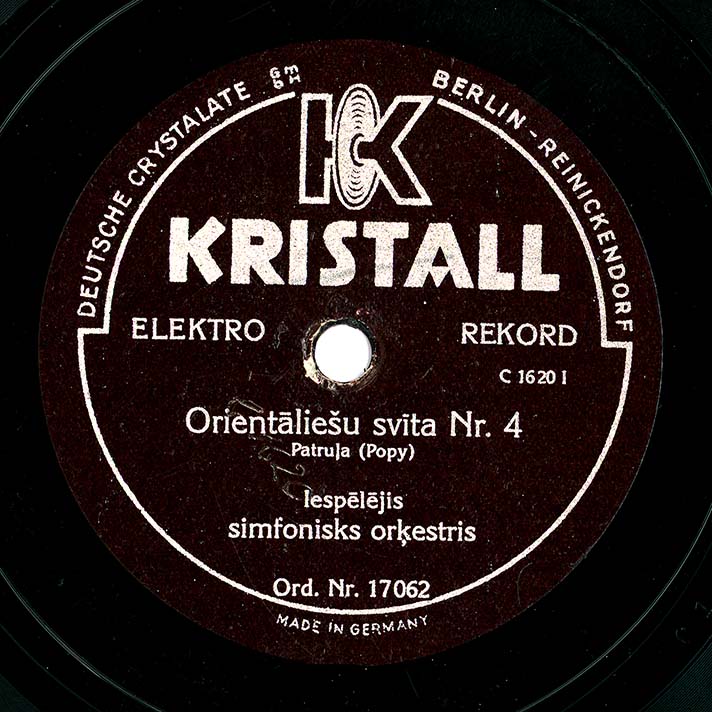 DEUTSCHE CRYSTALATE GMBH
BERLIN-REINICKENDORF
K
KRISTALL
ELEKTRO REKORD
C 1620 I
Orientāliešu svīta Nr. 4
Patruļa (Popy)
Iespēlējis
simfonisks orķestris
Ord. Nr. 17062
MADE IN GERMANY